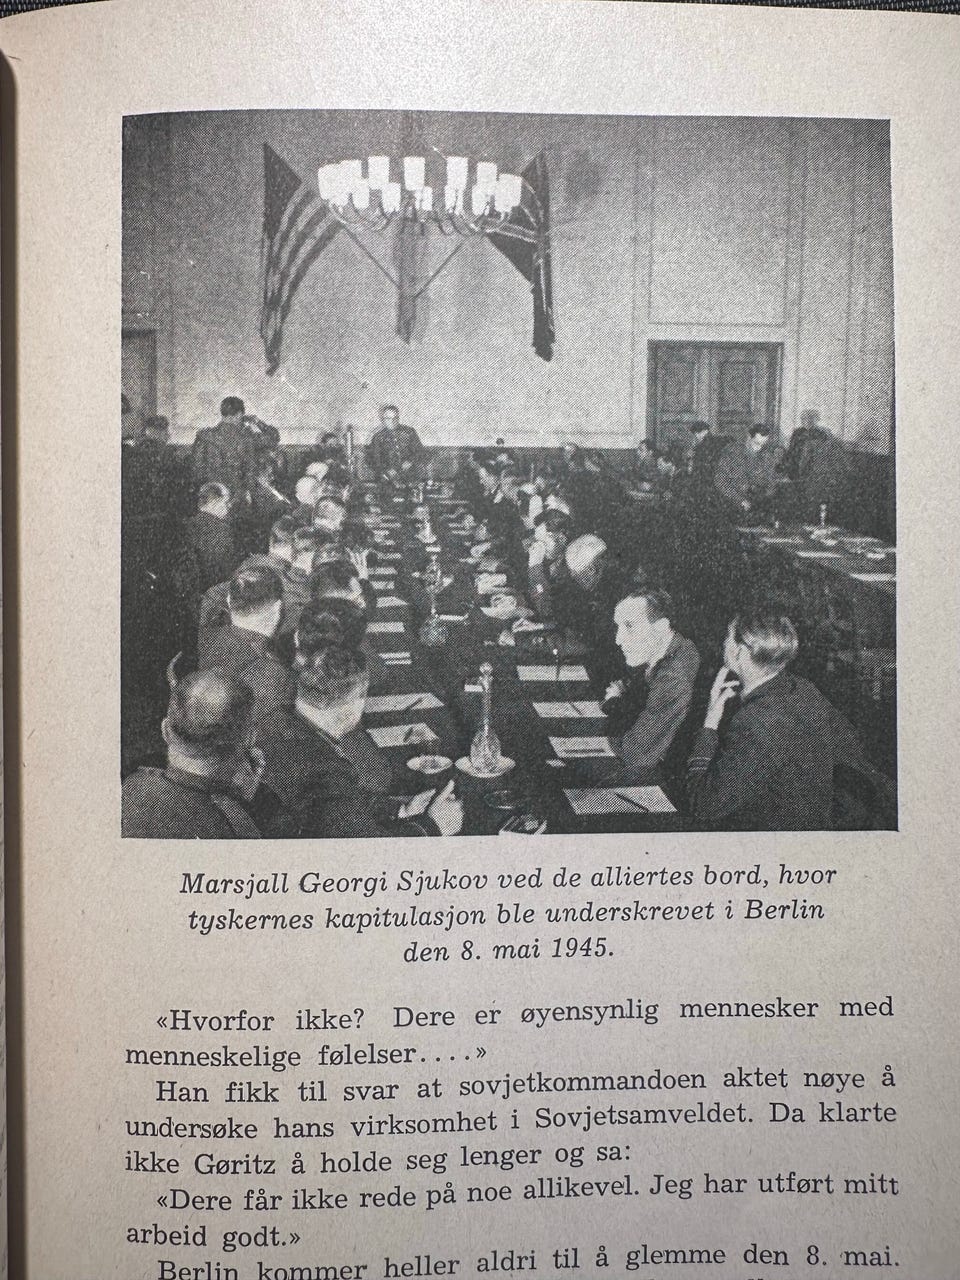 Marsjall Georgi Sjukov ved de alliertes bord, hvor
tyskernes kapitulasjon ble underskrevet i Berlin
den 8. mai 1945.
«Hvorfor ikke? Dere er øyensynlig mennesker med
menneskelige følelser....»
Han fikk til svar at sovjetkommandoen aktet nøye å
undersøke hans virksomhet i Sovjetsamveldet. Da klarte
ikke Gøritz å holde seg lenger og sa:
«Dere får ikke rede på noe allikevel. Jeg har utført mitt
arbeid godt.»
Berlin kommer heller aldri til å glemme den 8. mai.